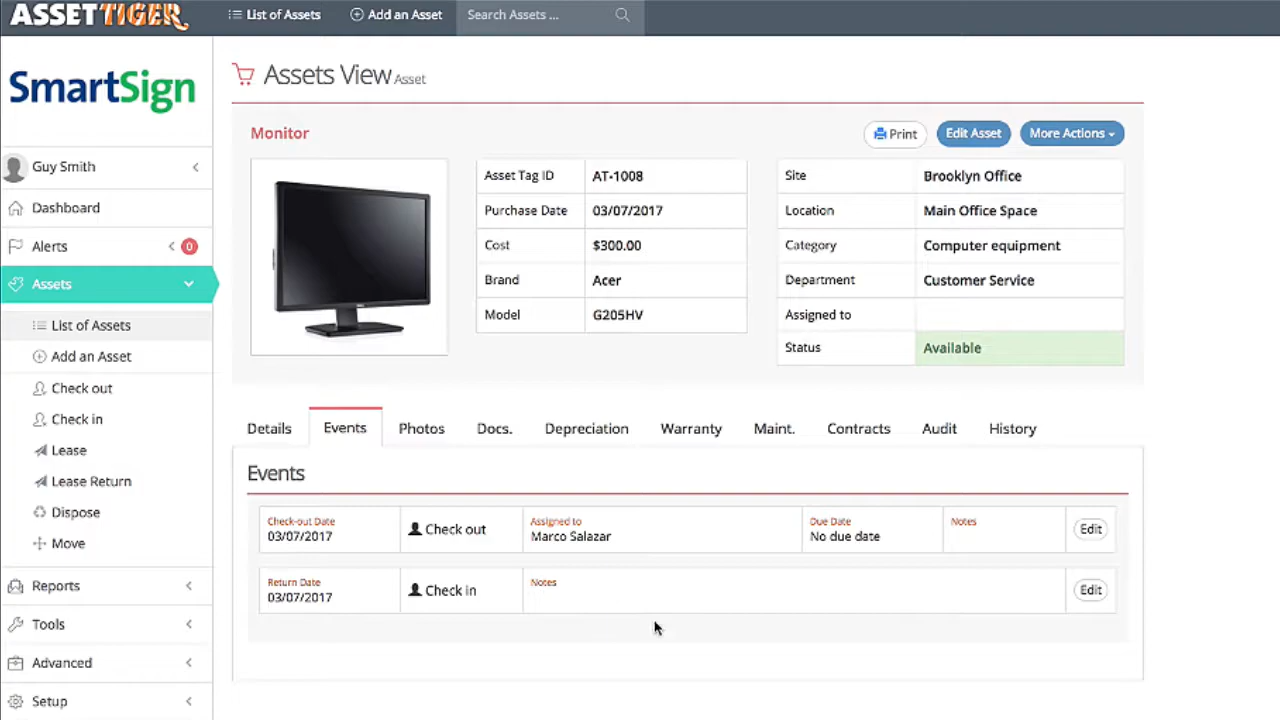 ASSETTIGER
List of Assets
Add an Asset
Search Assets ...
SmartSign
Guy Smith
Dashboard
Alerts
0
Assets
List of Assets
Add an Asset
Check out
Check in
Lease
Lease Return
Dispose
Move
Reports
Tools
Advanced
Setup
Assets View Asset
Monitor
Print
Edit Asset
More Actions
Asset Tag ID AT-1008
Purchase Date 03/07/2017
Cost $300.00
Brand Acer
Model G205HV
Site Brooklyn Office
Location Main Office Space
Category Computer equipment
Department Customer Service
Assigned to
Status Available
Details Events Photos Docs. Depreciation Warranty Maint. Contracts Audit History
Events
Check-out Date
03/07/2017
Check out
Assigned to
Marco Salazar
Due Date
No due date
Notes
Edit
Return Date
03/07/2017
Check in
Notes
Edit